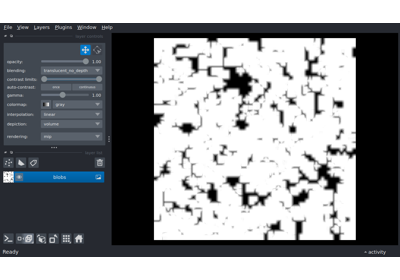 File View Layers Plugins Window Help
opacity: 1.00
blending: translucent_no_depth
contrast limits:
auto-contrast: once continuous
gamma: 1.00
colormap: gray
interpolation: linear
depiction: volume
rendering: mip
blobs
Ready
activity